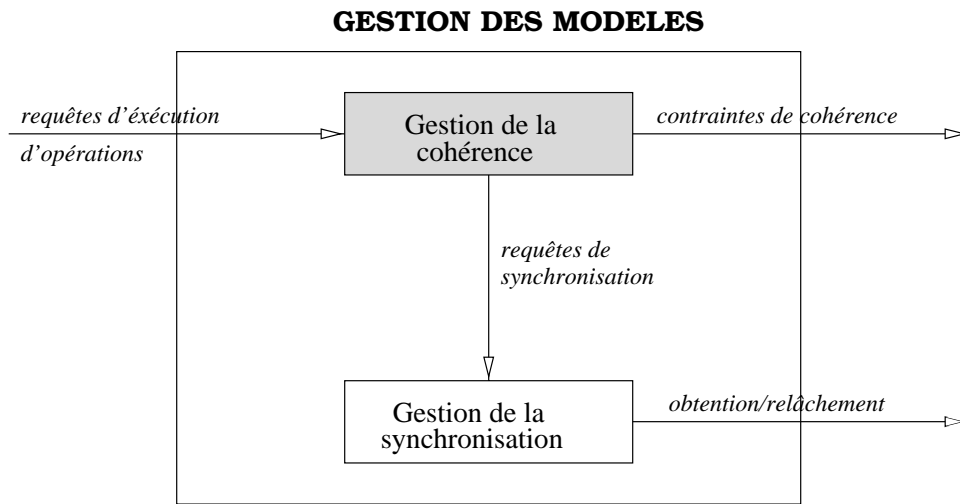 GESTION DES MODELES
requêtes d'éxécution
d'opérations
Gestion de la
cohérence
contraintes de cohérence
requêtes de
synchronisation
Gestion de la
synchronisation
obtention/relâchement